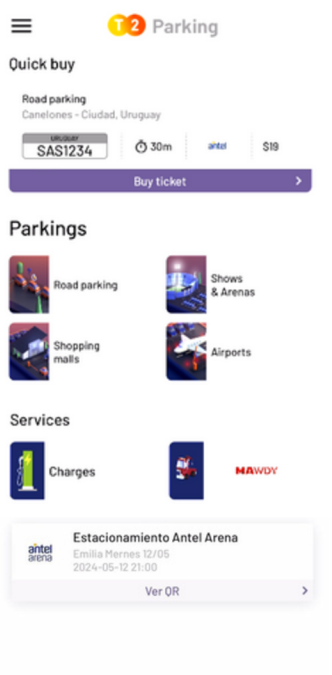 T2 Parking
Quick buy
Road parking
Canelones - Ciudad, Uruguay
URUGUAY
SAS1234
30m
antel
$19
Buy ticket
Parkings
Road parking
Shows
& Arenas
Shopping
malls
Airports
Services
Charges
MAWDY
antel
arena
Estacionamiento Antel Arena
Emilia Mernes 12/05
2024-05-12 21:00
Ver QR